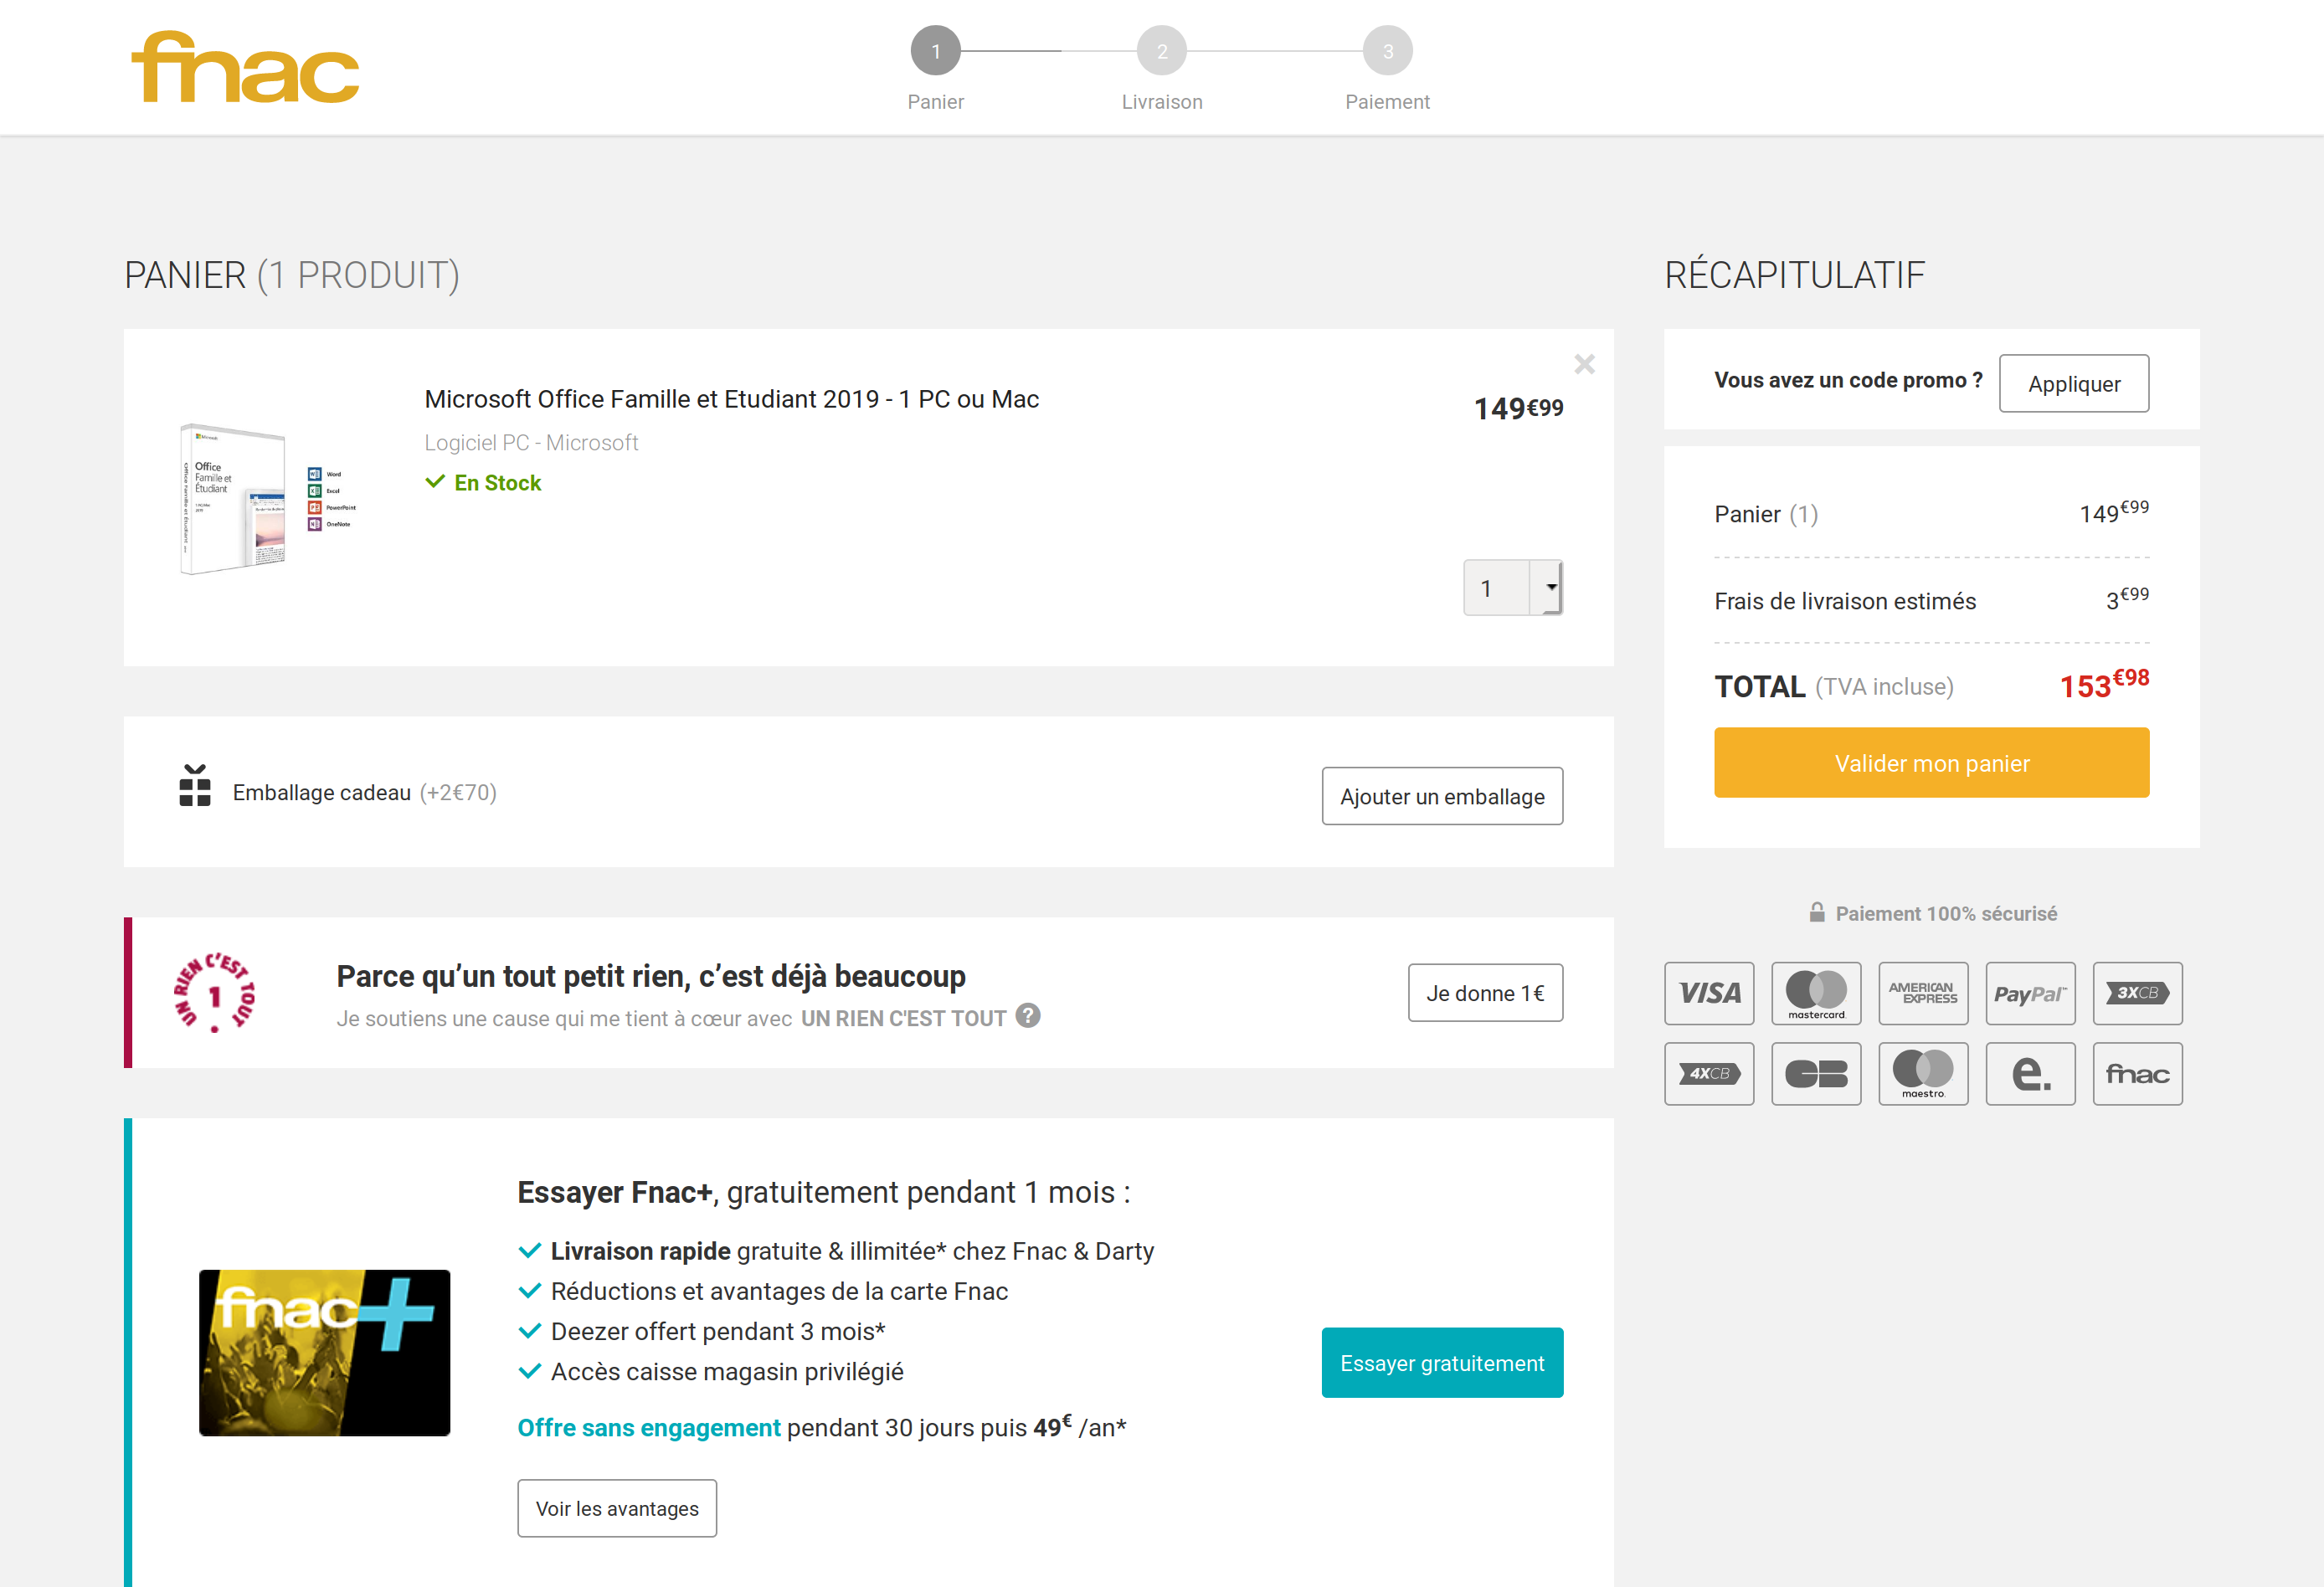 fnac
1
2
3
Panier
Livraison
Paiement
PANIER (1 PRODUIT)
Microsoft Office Famille et Etudiant 2019 - 1 PC ou Mac
149€99
Logiciel PC - Microsoft
En Stock
Microsoft
Office
Famille et
Étudiant
Office Famille et Étudiant
Word
Excel
PowerPoint
OneNote
1
Emballage cadeau (+2€70)
Ajouter un emballage
UN RIEN C'EST TOUT
1
Parce qu’un tout petit rien, c’est déjà beaucoup
Je soutiens une cause qui me tient à cœur avec UN RIEN C'EST TOUT ?
Je donne 1€
fnac+
Essayer Fnac+, gratuitement pendant 1 mois :
Livraison rapide gratuite & illimitée* chez Fnac & Darty
Réductions et avantages de la carte Fnac
Deezer offert pendant 3 mois*
Accès caisse magasin privilégié
Offre sans engagement pendant 30 jours puis 49€ /an*
Voir les avantages
Essayer gratuitement
RÉCAPITULATIF
Vous avez un code promo ?
Appliquer
Panier (1)
149€99
Frais de livraison estimés
3€99
TOTAL (TVA incluse)
153€98
Valider mon panier
Paiement 100% sécurisé
VISA
mastercard.
AMERICAN
EXPRESS
PayPal™
3XCB
4XCB
CB
maestro.
e.
fnac